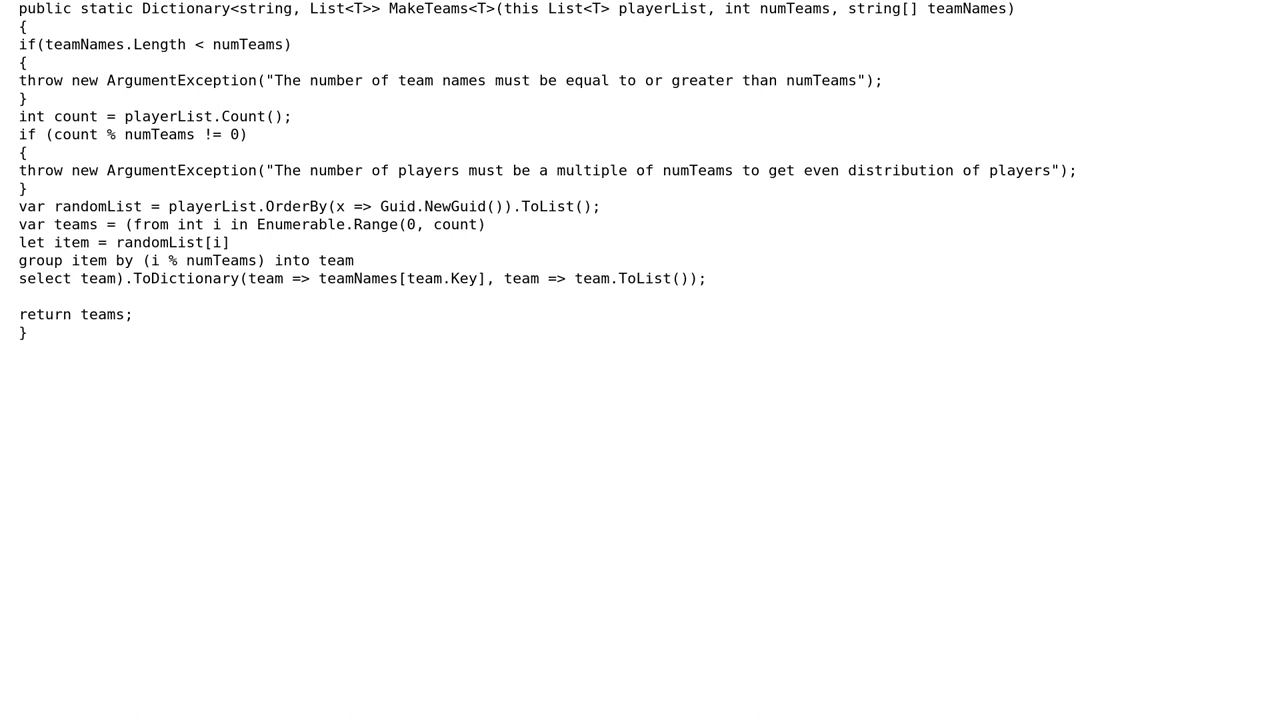 public static Dictionary<string, List<T>> MakeTeams<T>(this List<T> playerList, int numTeams, string[] teamNames)
{
if(teamNames.Length < numTeams)
{
throw new ArgumentException("The number of team names must be equal to or greater than numTeams");
}
int count = playerList.Count();
if (count % numTeams != 0)
{
throw new ArgumentException("The number of players must be a multiple of numTeams to get even distribution of players");
}
var randomList = playerList.OrderBy(x => Guid.NewGuid()).ToList();
var teams = (from int i in Enumerable.Range(0, count)
let item = randomList[i]
group item by (i % numTeams) into team
select team).ToDictionary(team => teamNames[team.Key], team => team.ToList());

return teams;
}